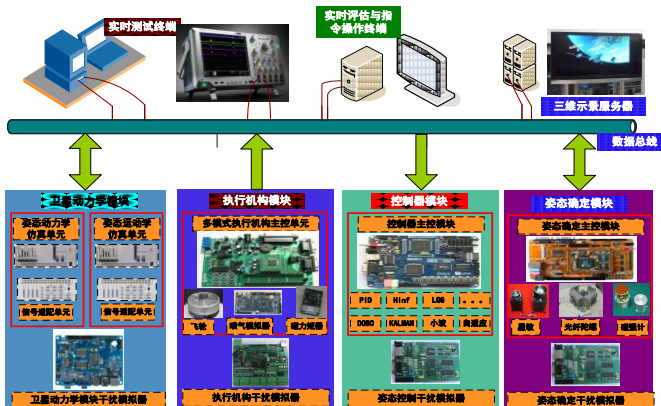 实时测试终端
实时评估与指
令操作终端
三维示景服务器
数据总线
卫星动力学模块
执行机构模块
控制器模块
姿态确定模块
姿态动力学
仿真单元
姿态运动学
仿真单元
多模式执行机构主控单元
控制器主控模块
姿态确定主控模块
信号适配单元
信号适配单元
飞轮
喷气模拟器
磁力矩器
PID
Hinf
LQG
....
DOBC
KALMAN
小波
自适应
星敏
光纤陀螺
磁强计
卫星动力学模块干扰模拟器
执行机构干扰模拟器
姿态控制干扰模拟器
姿态确定干扰模拟器